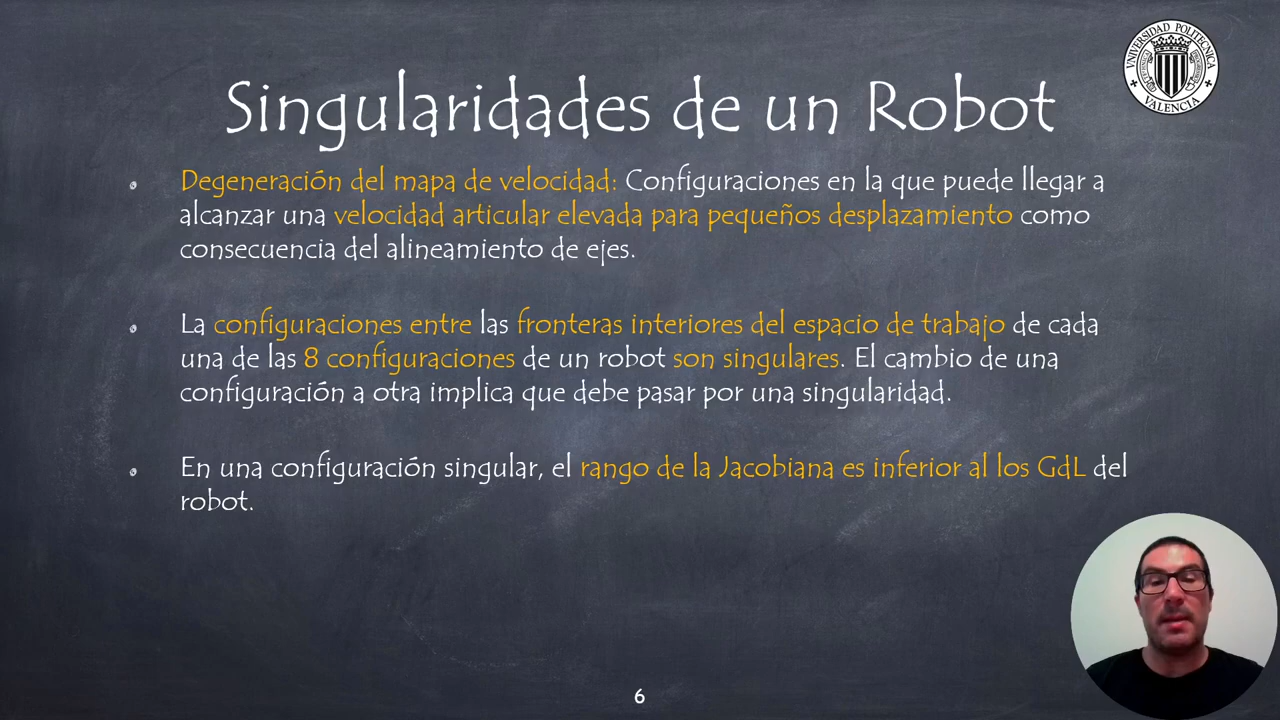 VNIVERSIDAD POLITECNICA
VALENCIA
Singularidades de un Robot
Degeneración del mapa de velocidad: Configuraciones en la que puede llegar a
alcanzar una velocidad articular elevada para pequeños desplazamiento como
consecuencia del alineamiento de ejes.
La configuraciones entre las fronteras interiores del espacio de trabajo de cada
una de las 8 configuraciones de un robot son singulares. El cambio de una
configuración a otra implica que debe pasar por una singularidad.
En una configuración singular, el rango de la Jacobiana es inferior al los GdL del
robot.
6